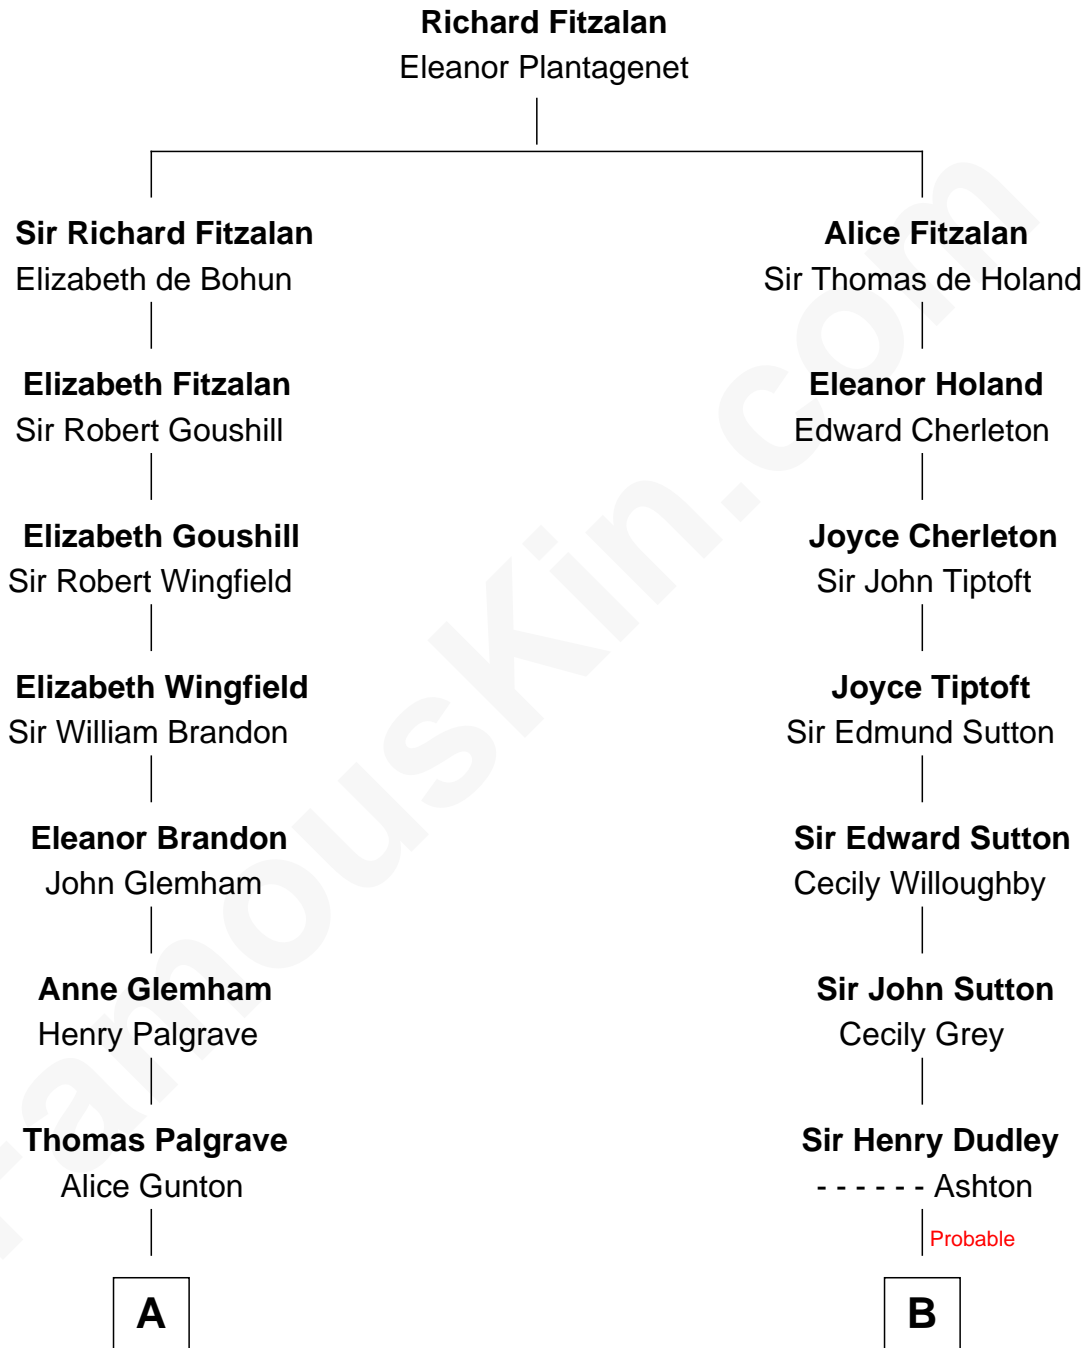 Richard Fitzalan
Eleanor Plantagenet
Sir Richard Fitzalan
Elizabeth de Bohun
Alice Fitzalan
Sir Thomas de Holand
Elizabeth Fitzalan
Sir Robert Goushill
Eleanor Holand
Edward Cherleton
Elizabeth Goushill
Sir Robert Wingfield
Joyce Cherleton
Sir John Tiptoft
Elizabeth Wingfield
Sir William Brandon
Joyce Tiptoft
Sir Edmund Sutton
Eleanor Brandon
John Glemham
Sir Edward Sutton
Cecily Willoughby
Anne Glemham
Henry Palgrave
Sir John Sutton
Cecily Grey
Thomas Palgrave
Alice Gunton
Sir Henry Dudley
- - - - - - Ashton
Probable
A
B
FamousKin.com